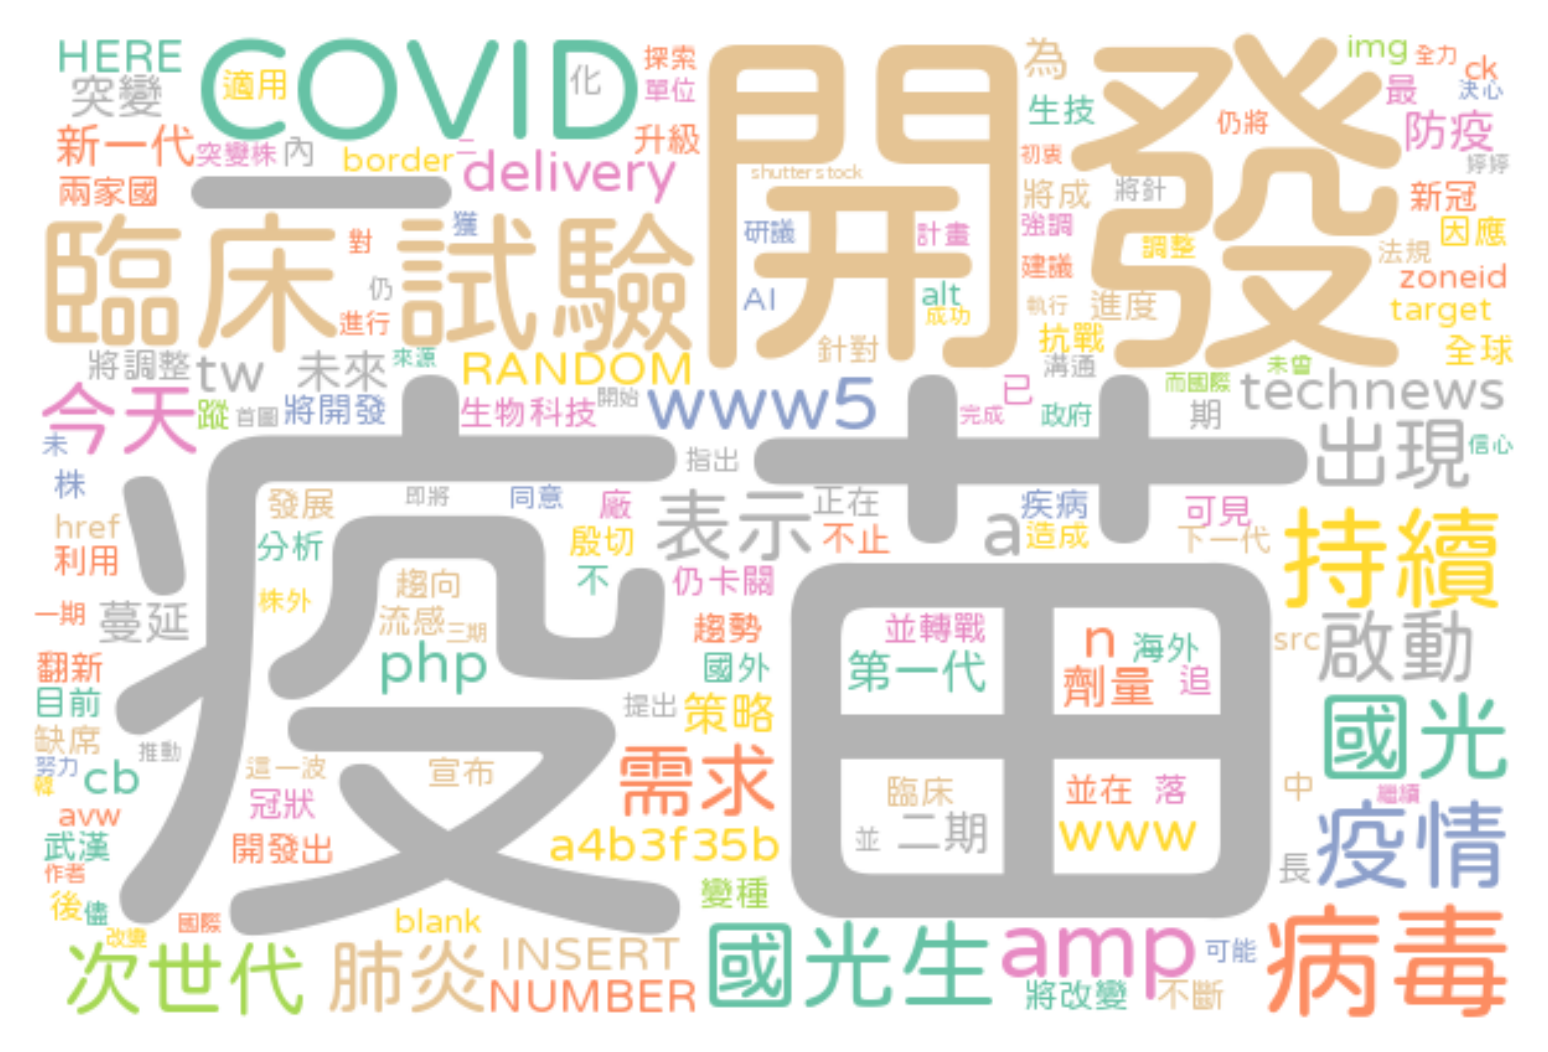 HERE
COVID
適用
化
探索
單位
開發
為
img
全力
ck
突變
生技
最
決心
新一代
突變株
內
border
二
升級
仍將
防疫
delivery
shutterstock
初衷
婷婷
兩家國
一
將成
將針
新冠
臨床試驗
獲
對
研議
計畫
強調
調整
因應
法規
仍
進行
AI
alt
成功
建議
執行
進度
zoneid
target
將調整
tw
未來
來源
RANDOM
針對
抗戰
全球
溝通
未曾
今天
蹤
首圖
將開發
生物科技
開始
www5
完成
已
政府
而國際
期
technews
未
疫苗
指出
出現
信心
株
href
利用
發展
即將
同意
廠
表示
正在
不止
a
疾病
造成
可見
下一代
持續
分析
殷切
不
仍卡關
一期
蔓延
株外
趨向
流感
三期
趨勢
並轉戰
n
海外
src
啟動
翻新
目前
php
國外
第一代
劑量
追
缺席
提出
策略
國光
努力
韓
cb
推動
這一波
宣布
需求
臨床
並在
落
中
繼續
avw
冠狀
武漢
開發出
a4b3f35b
並
二期
www
疫情
作者
長
後
儘
國際
改變
blank
變種
次世代
肺炎
INSERT
NUMBER
國光生
amp
可能
將改變
不斷
病毒